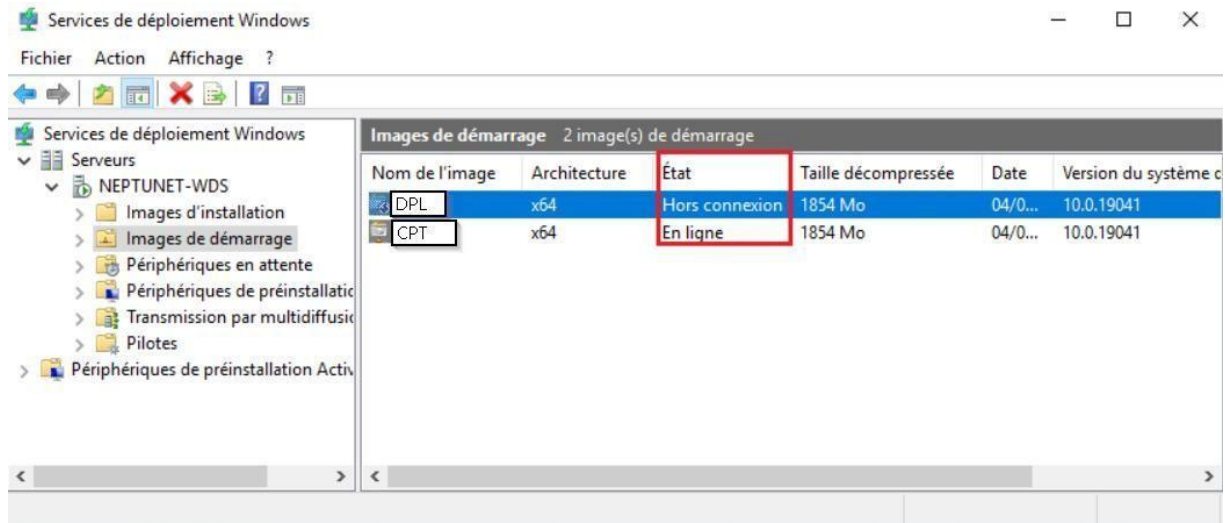 Services de déploiement Windows
Fichier Action Affichage ?
Services de déploiement Windows
Serveurs
NEPTUNET-WDS
Images d'installation
Images de démarrage
Périphériques en attente
Périphériques de préinstallatic
Transmission par multidiffusic
Pilotes
Périphériques de préinstallation Activ
Images de démarrage 2 image(s) de démarrage
Nom de l'image Architecture État Taille décompressée Date Version du système c
DPL x64 Hors connexion 1854 Mo 04/0... 10.0.19041
CPT x64 En ligne 1854 Mo 04/0... 10.0.19041